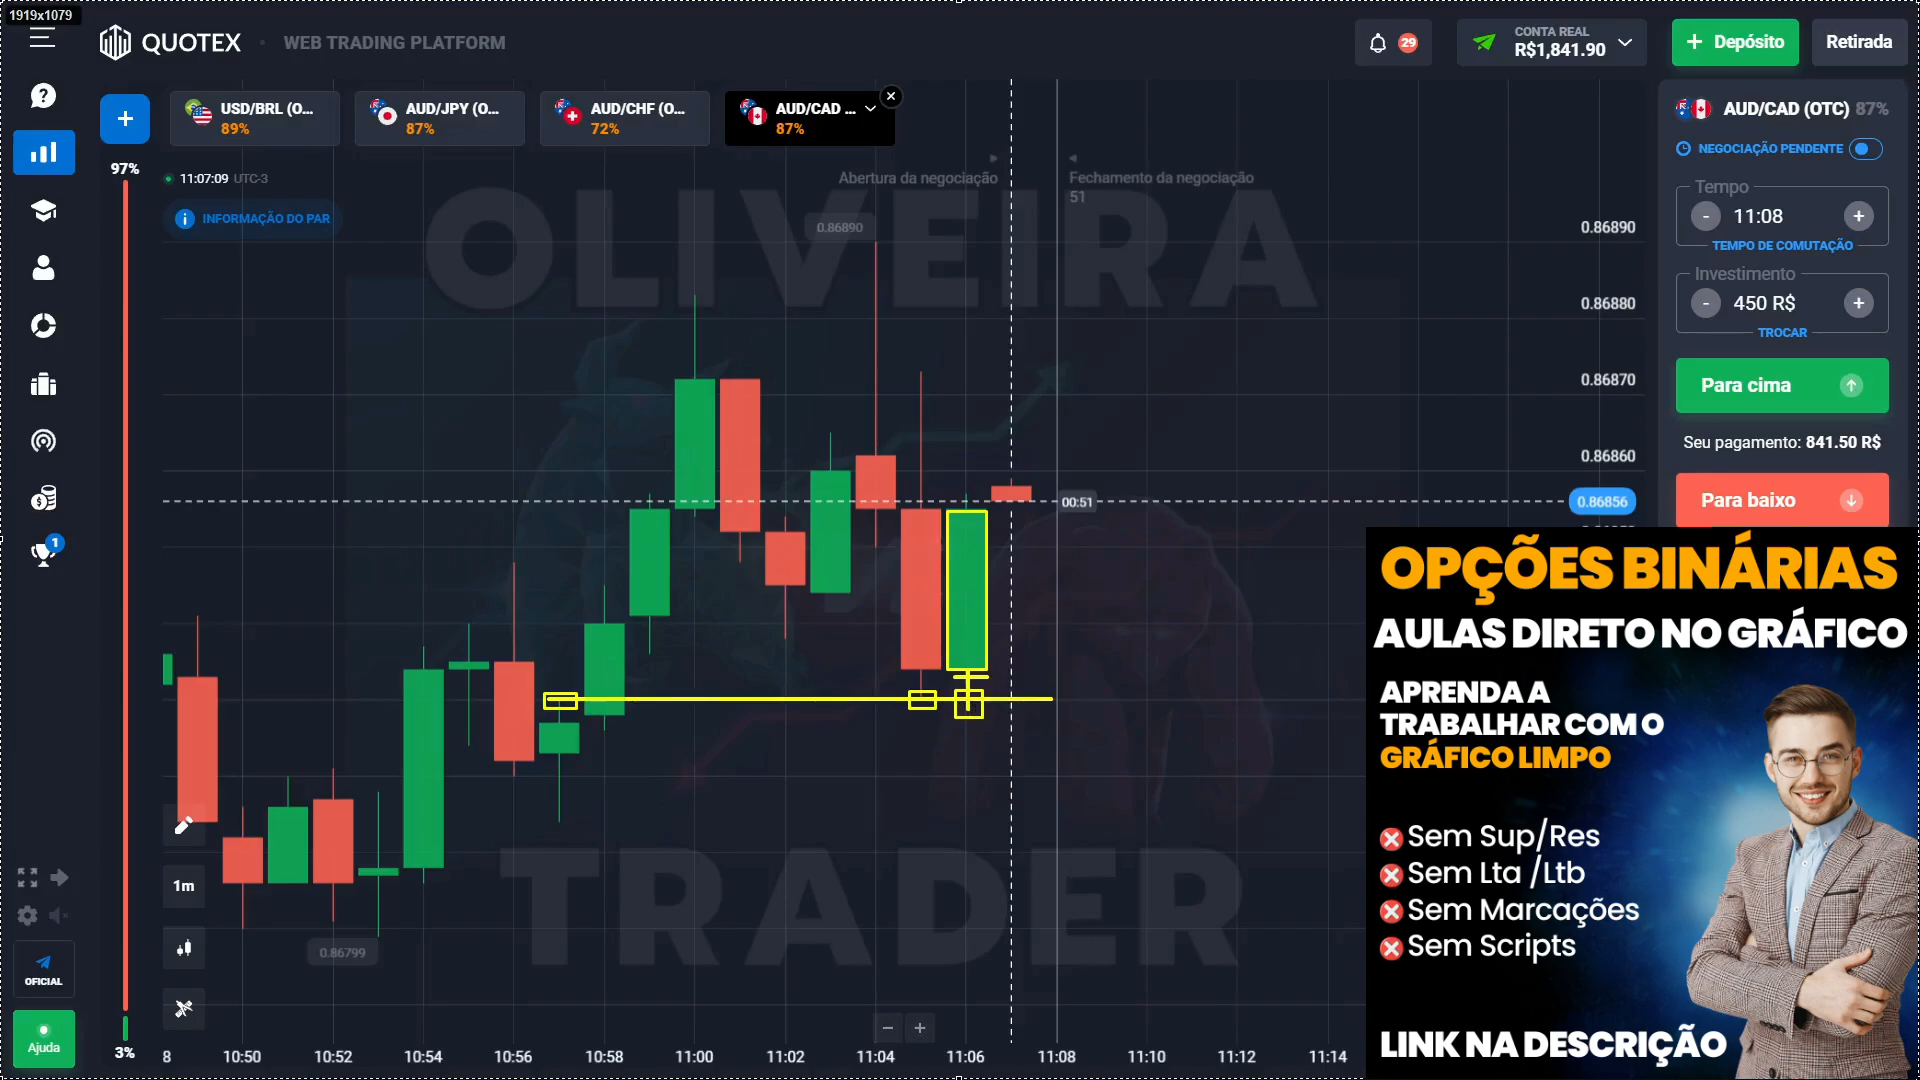 1919x1079
QUOTEX
WEB TRADING PLATFORM
29
CONTA REAL
R$1,841.90
+ Depósito
Retirada
USD/BRL (O...
89%
AUD/JPY (O...
87%
AUD/CHF (O...
72%
AUD/CAD ...
87%
AUD/CAD (OTC) 87%
NEGOCIAÇÃO PENDENTE
Tempo
- 11:08 +
TEMPO DE COMUTAÇÃO
Investimento
- 450 R$ +
TROCAR
Para cima
Seu pagamento: 841.50 R$
Para baixo
97%
11:07:09 UTC-3
INFORMAÇÃO DO PAR
Abertura da negociação
Fechamento da negociação
51
OLIVEIRA
TRADER
0.86890
0.86890
0.86880
0.86870
0.86860
00:51
0.86856
0.86799
1
1m
OFICIAL
Ajuda
3%
8 10:50 10:52 10:54 10:56 10:58 11:00 11:02 11:04 11:06 11:08 11:10 11:12 11:14
OPÇÕES BINÁRIAS
AULAS DIRETO NO GRÁFICO
APRENDA A
TRABALHAR COM O
GRÁFICO LIMPO
Sem Sup/Res
Sem Lta /Ltb
Sem Marcações
Sem Scripts
LINK NA DESCRIÇÃO